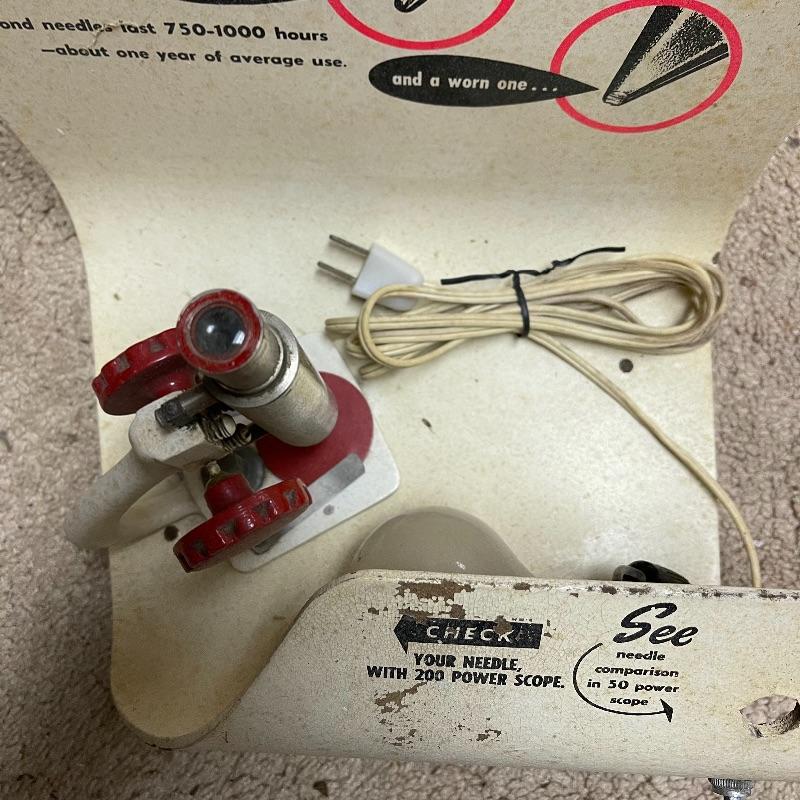 ond needles last 750-1000 hours
—about one year of average use.
and a worn one...
CHECK
YOUR NEEDLE,
WITH 200 POWER SCOPE.
See
needle
comparison
in 50 power
scope